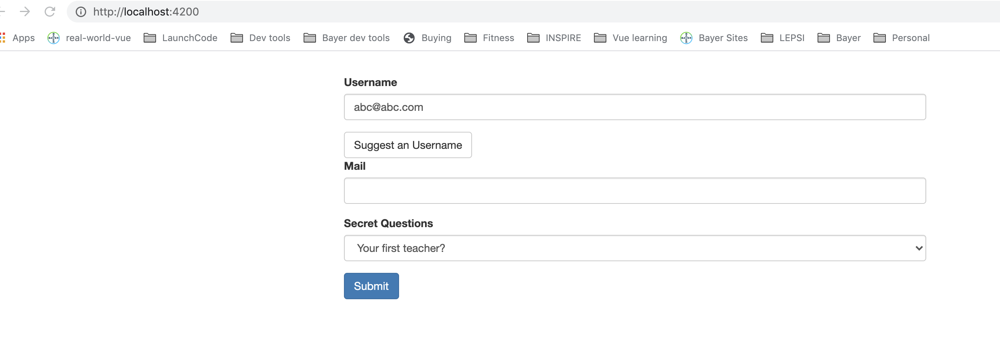 http://localhost:4200
Apps real-world-vue LaunchCode Dev tools Bayer dev tools Buying Fitness INSPIRE Vue learning Bayer Sites LEPSI Bayer Personal
Username
abc@abc.com
Suggest an Username
Mail
Secret Questions
Your first teacher?
Submit